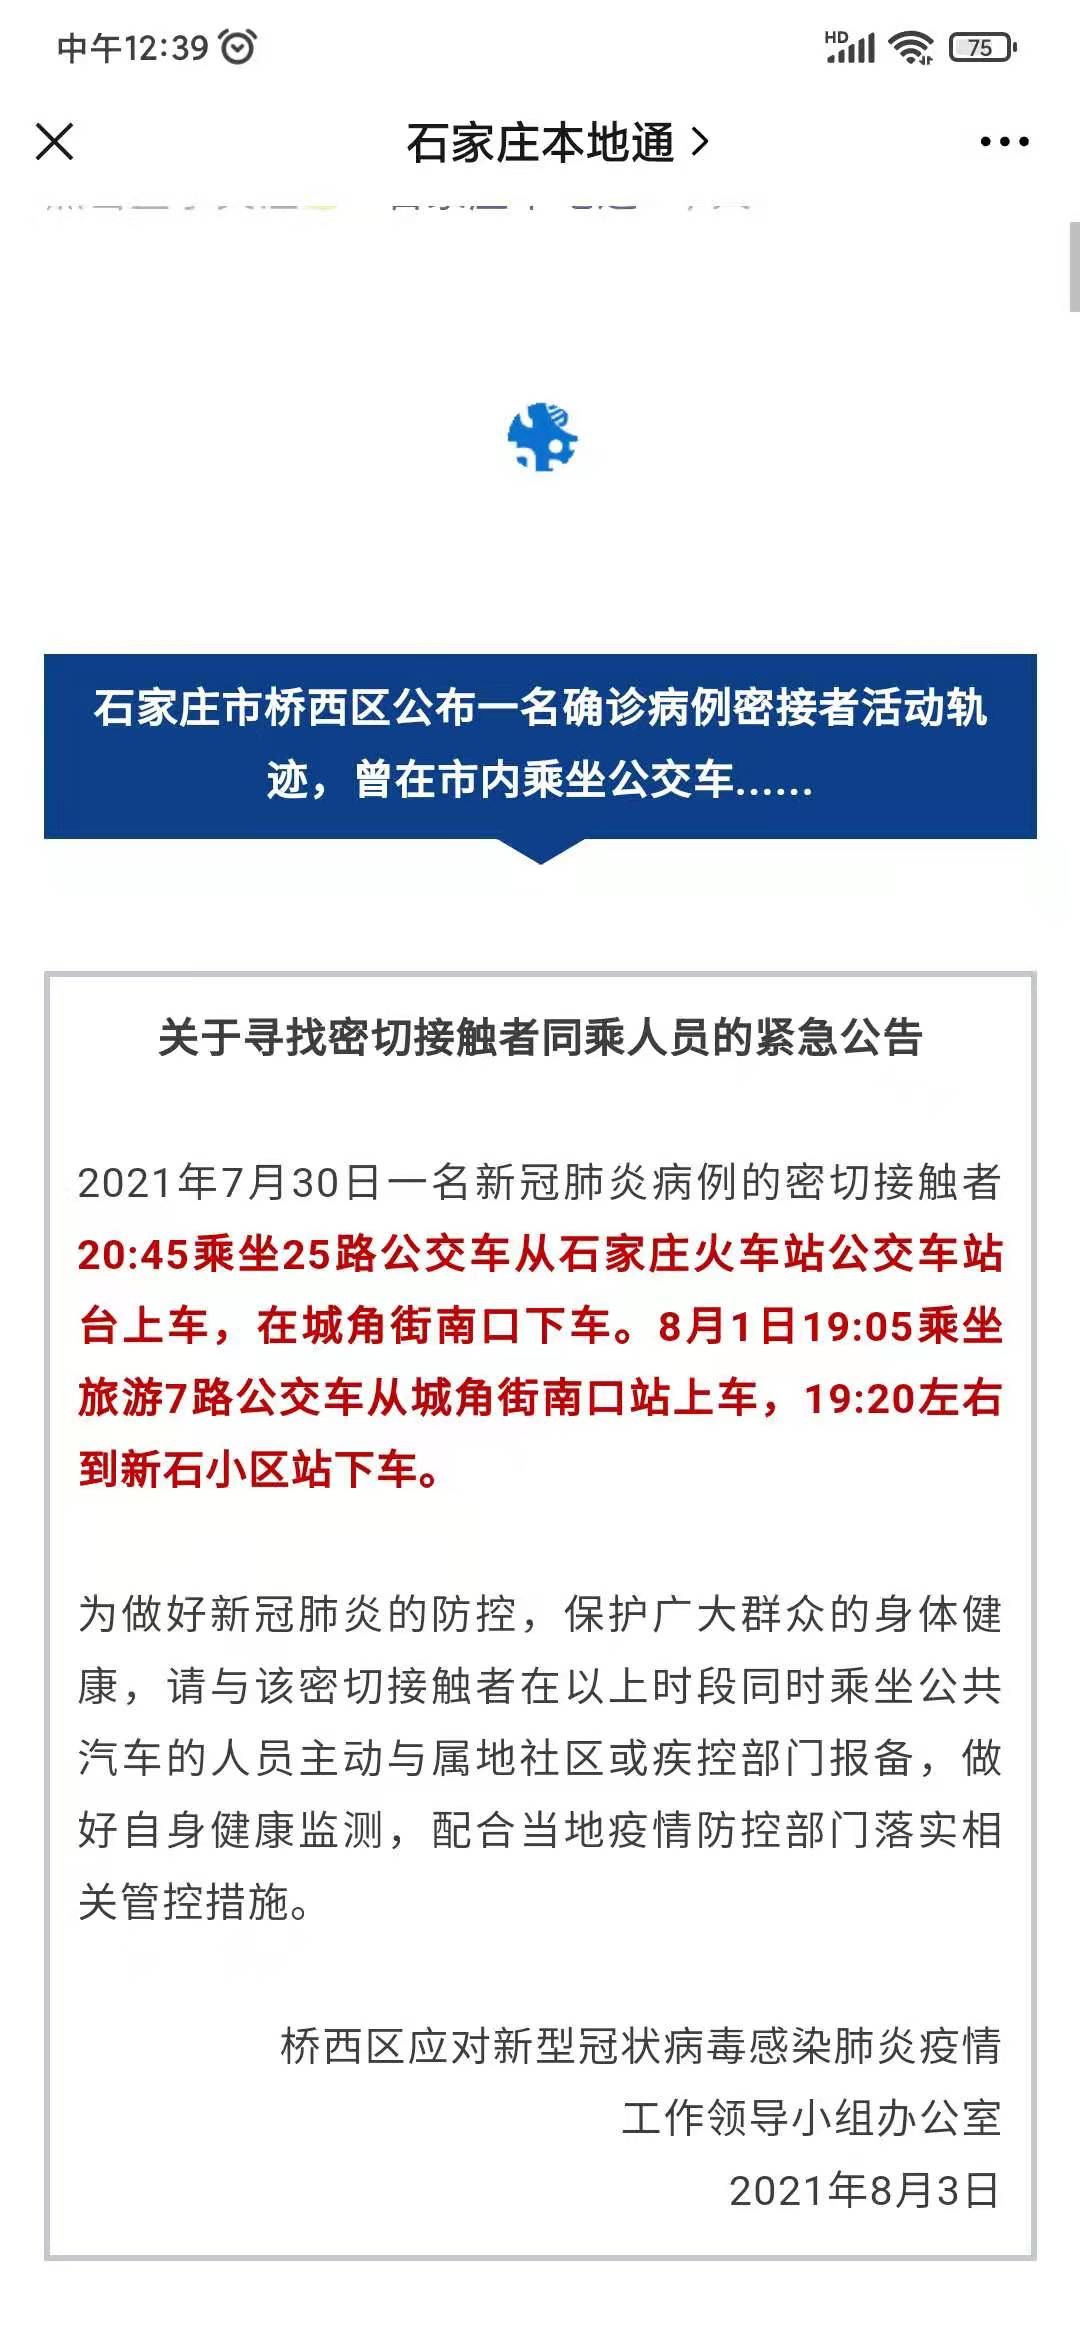 中午12:39
HD
75
石家庄本地通
石家庄市桥西区公布一名确诊病例密接者活动轨
迹，曾在市内乘坐公交车......
关于寻找密切接触者同乘人员的紧急公告
2021年7月30日一名新冠肺炎病例的密切接触者
20:45乘坐25路公交车从石家庄火车站公交车站
台上车，在城角街南口下车。8月1日19:05乘坐
旅游7路公交车从城角街南口站上车，19:20左右
到新石小区站下车。
为做好新冠肺炎的防控，保护广大群众的身体健
康，请与该密切接触者在以上时段同时乘坐公共
汽车的人员主动与属地社区或疾控部门报备，做
好自身健康监测，配合当地疫情防控部门落实相
关管控措施。
桥西区应对新型冠状病毒感染肺炎疫情
工作领导小组办公室
2021年8月3日